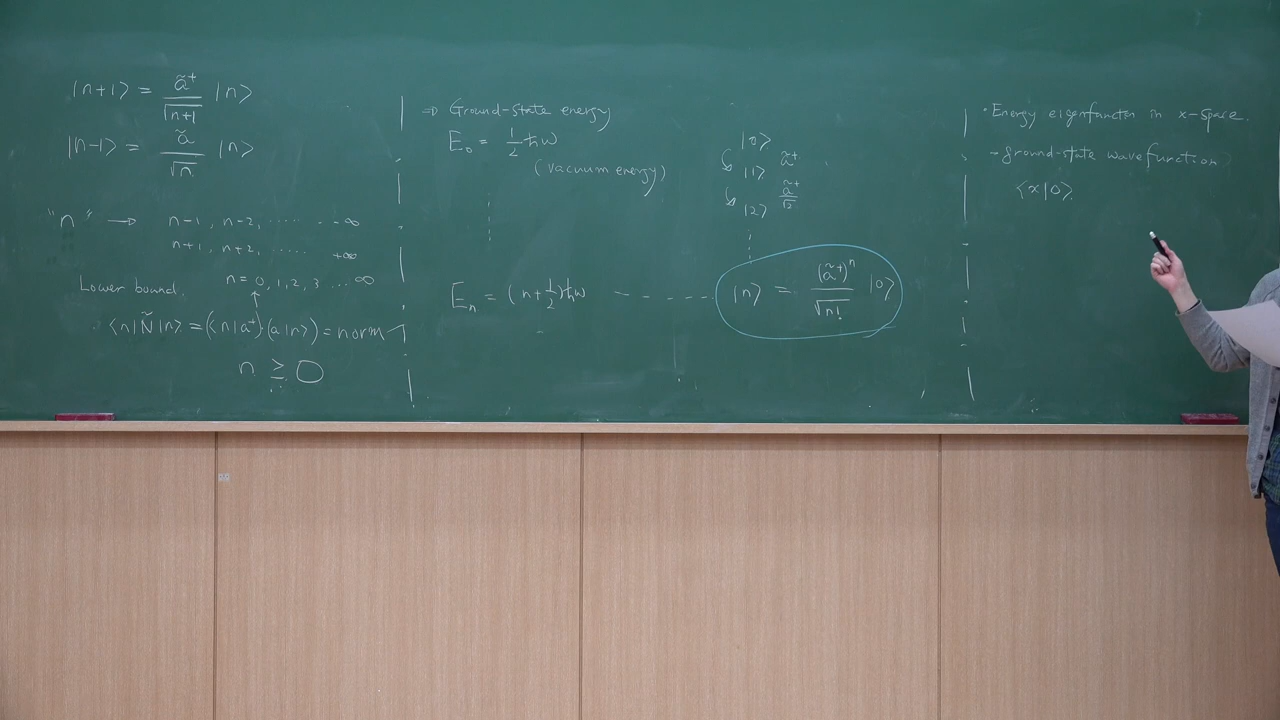 |n+1⟩ = ã⁺/√n+1 |n⟩
|n-1⟩ = ã/√n |n⟩
"n" → n-1, n-2, ...... -∞
n+1, n+2, ...... +∞
Lower bound. n = 0, 1, 2, 3 ... ∞
⟨n|Ñ|n⟩ = (⟨n|a⁺)·(a|n⟩) = norm
n ≥ 0
⇒ Ground-state energy
E₀ = 1/2 ħω
(vacuum energy)
Eₙ = (n+1/2)ħω
|0⟩
|1⟩ ã⁺
|2⟩ ã⁺/√2
|n⟩ = (ã⁺)ⁿ/√n! |0⟩
· Energy eigenfuncton in x-space.
- ground-state wavefunction
⟨x|0⟩